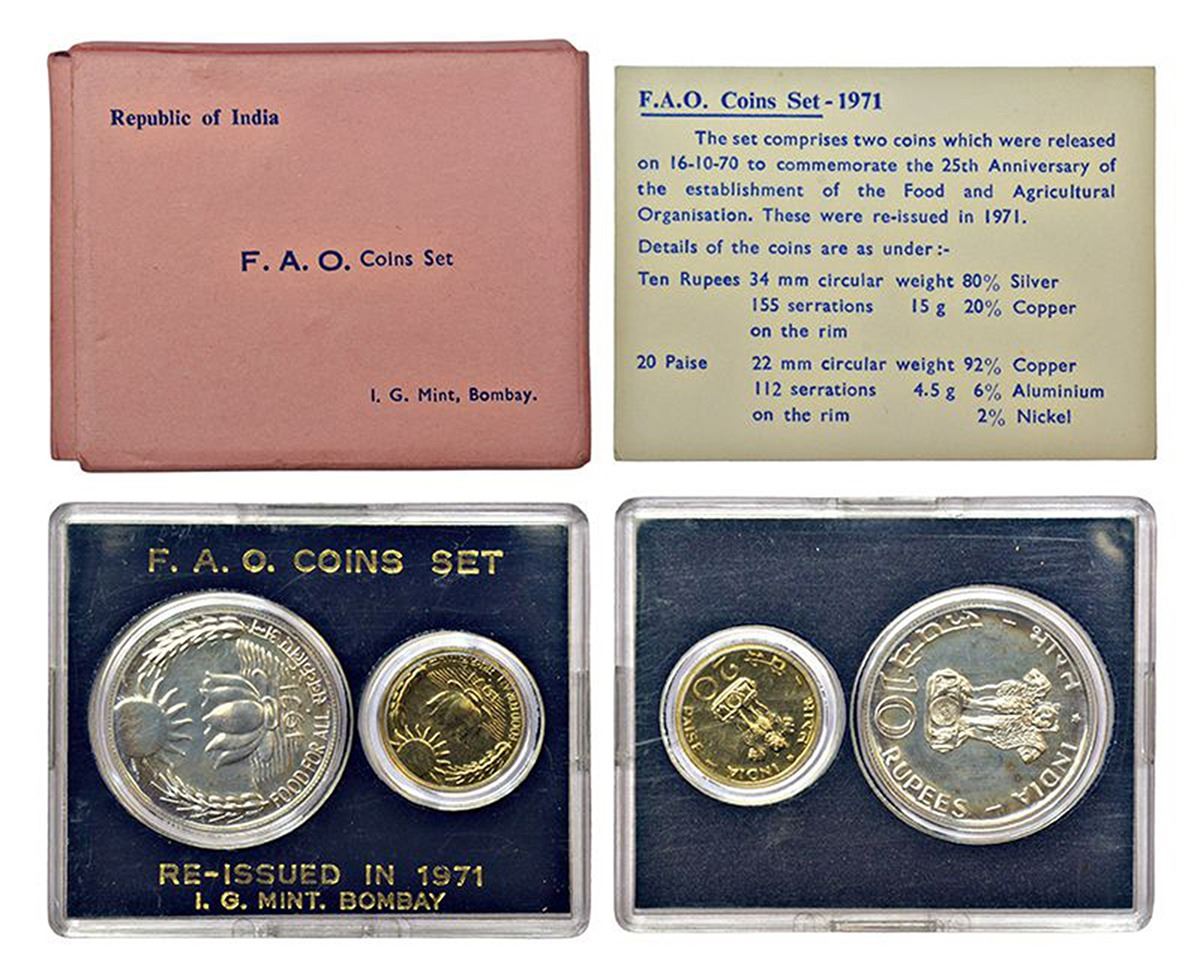 Republic of India
F. A. O. Coins Set
I. G. Mint, Bombay.
F.A.O. Coins Set - 1971
The set comprises two coins which were released
on 16-10-70 to commemorate the 25th Anniversary of
the establishment of the Food and Agricultural
Organisation. These were re-issued in 1971.
Details of the coins are as under :-
Ten Rupees 34 mm circular weight 80% Silver
155 serrations 15 g 20% Copper
on the rim
20 Paise 22 mm circular weight 92% Copper
112 serrations 4.5 g 6% Aluminium
on the rim 2% Nickel
F. A. O. COINS SET
FOOD FOR ALL
1971
1971
RE-ISSUED IN 1971
I. G. MINT. BOMBAY
20
PAISE
भारत
INDIA
रुपये
10
RUPEES
भारत
INDIA